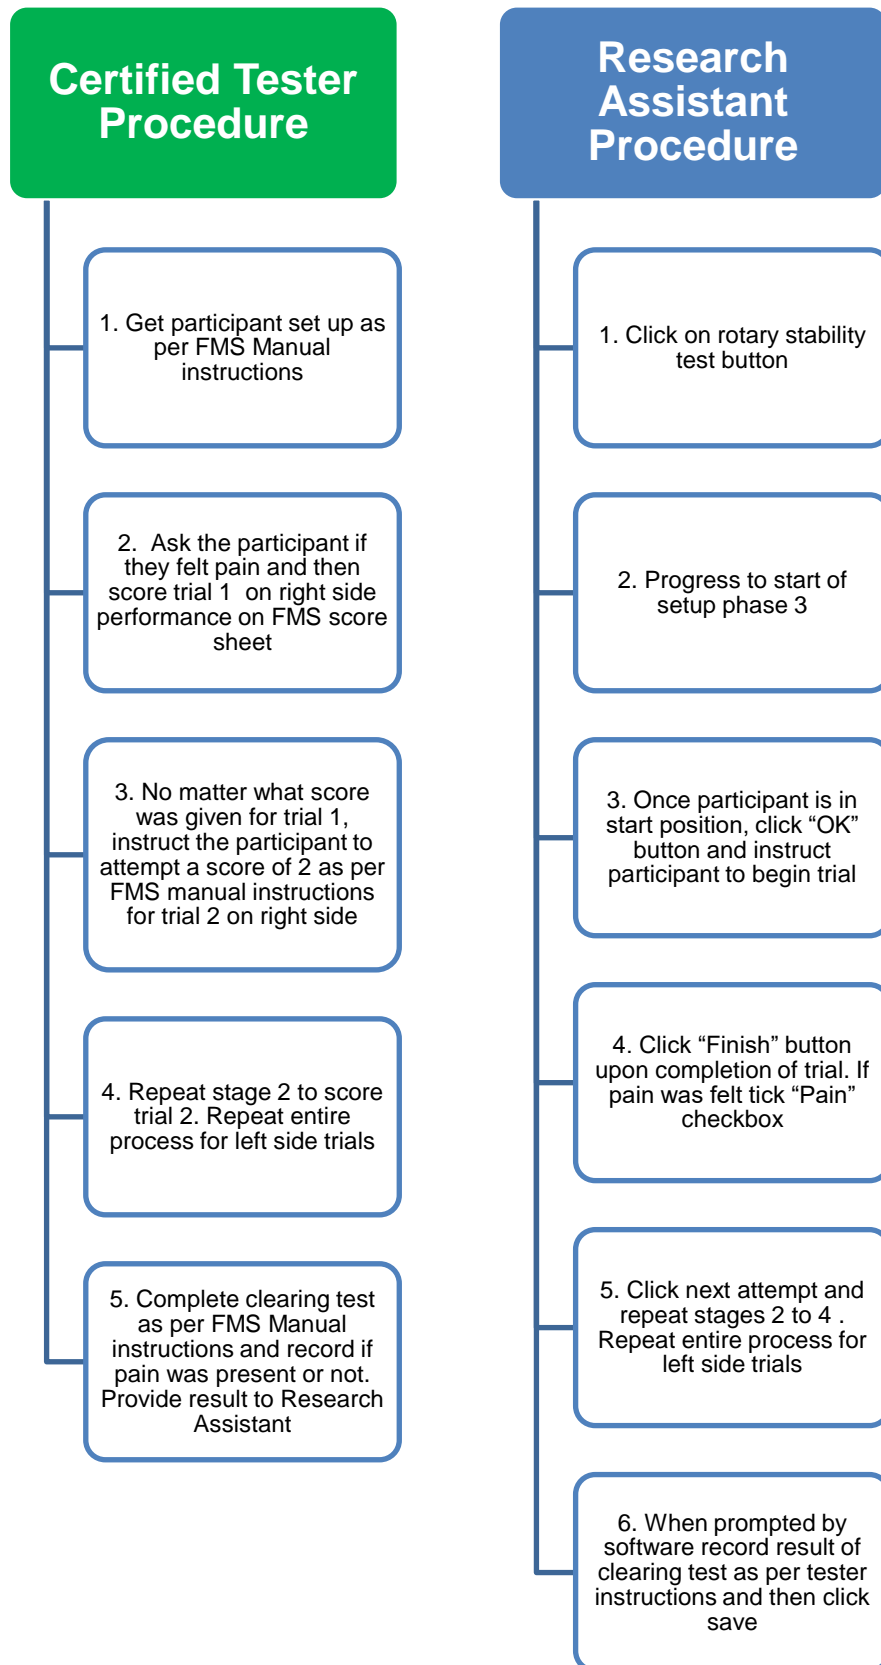 Certified Tester
Procedure
1. Get participant set up as
per FMS Manual
instructions
2.  Ask the participant if
they felt pain and then
score trial 1  on right side
performance on FMS score
sheet
3. No matter what score
was given for trial 1,
instruct the participant to
attempt a score of 2 as per
FMS manual instructions
for trial 2 on right side
4. Repeat stage 2 to score
trial 2. Repeat entire
process for left side trials
5. Complete clearing test
as per FMS Manual
instructions and record if
pain was present or not.
Provide result to Research
Assistant
Research
Assistant
Procedure
1. Click on rotary stability
test button
2. Progress to start of
setup phase 3
3. Once participant is in
start position, click “OK”
button and instruct
participant to begin trial
4. Click “Finish” button
upon completion of trial. If
pain was felt tick “Pain”
checkbox
5. Click next attempt and
repeat stages 2 to 4 .
Repeat entire process for
left side trials
6. When prompted by
software record result of
clearing test as per tester
instructions and then click
save